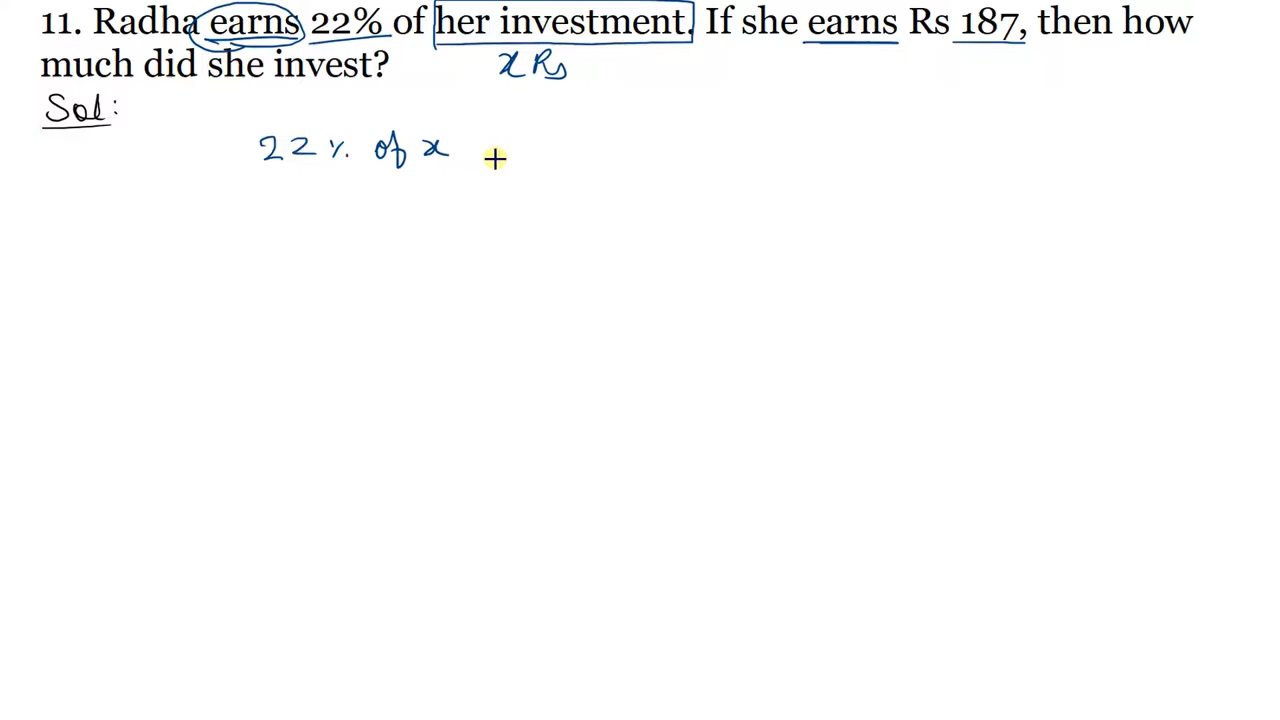 11. Radha earns 22% of her investment. If she earns Rs 187, then how
much did she invest?
x Rs
Sol:
22% of x